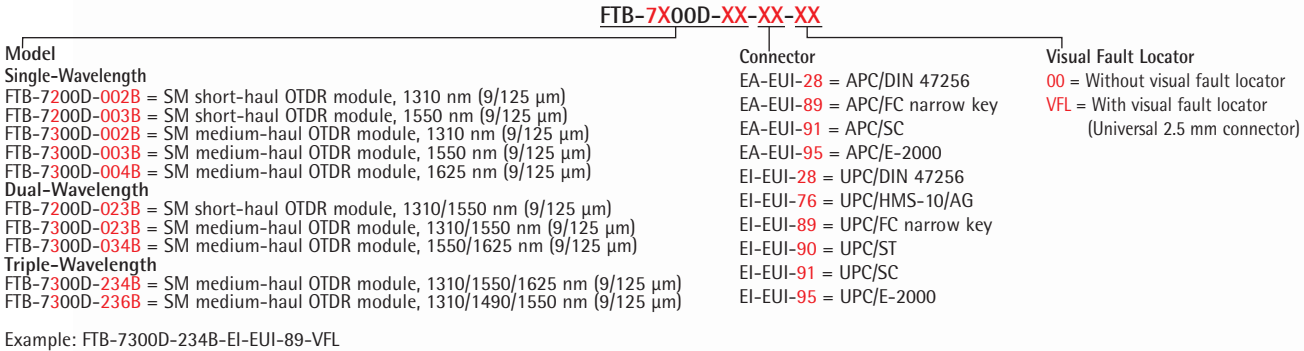 FTB-7X00D-XX-XX-XX
Model
Single-Wavelength
FTB-7200D-002B = SM short-haul OTDR module, 1310 nm (9/125 µm)
FTB-7200D-003B = SM short-haul OTDR module, 1550 nm (9/125 µm)
FTB-7300D-002B = SM medium-haul OTDR module, 1310 nm (9/125 µm)
FTB-7300D-003B = SM medium-haul OTDR module, 1550 nm (9/125 µm)
FTB-7300D-004B = SM medium-haul OTDR module, 1625 nm (9/125 µm)
Dual-Wavelength
FTB-7200D-023B = SM short-haul OTDR module, 1310/1550 nm (9/125 µm)
FTB-7300D-023B = SM medium-haul OTDR module, 1310/1550 nm (9/125 µm)
FTB-7300D-034B = SM medium-haul OTDR module, 1550/1625 nm (9/125 µm)
Triple-Wavelength
FTB-7300D-234B = SM medium-haul OTDR module, 1310/1550/1625 nm (9/125 µm)
FTB-7300D-236B = SM medium-haul OTDR module, 1310/1490/1550 nm (9/125 µm)
Connector
EA-EUI-28 = APC/DIN 47256
EA-EUI-89 = APC/FC narrow key
EA-EUI-91 = APC/SC
EA-EUI-95 = APC/E-2000
EI-EUI-28 = UPC/DIN 47256
EI-EUI-76 = UPC/HMS-10/AG
EI-EUI-89 = UPC/FC narrow key
EI-EUI-90 = UPC/ST
EI-EUI-91 = UPC/SC
EI-EUI-95 = UPC/E-2000
Visual Fault Locator
00 = Without visual fault locator
VFL = With visual fault locator
(Universal 2.5 mm connector)
Example: FTB-7300D-234B-EI-EUI-89-VFL